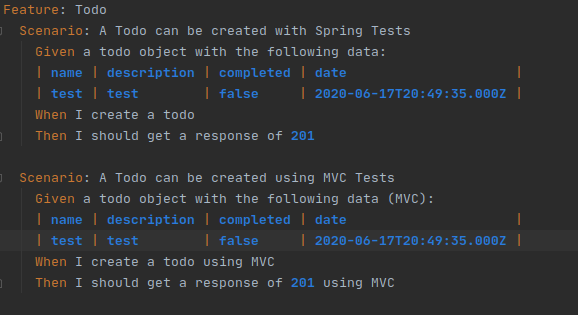 Feature: Todo
Scenario: A Todo can be created with Spring Tests
Given a todo object with the following data:
| name | description | completed | date |
| test | test | false | 2020-06-17T20:49:35.000Z |
When I create a todo
Then I should get a response of 201
Scenario: A Todo can be created using MVC Tests
Given a todo object with the following data (MVC):
| name | description | completed | date |
| test | test | false | 2020-06-17T20:49:35.000Z |
When I create a todo using MVC
Then I should get a response of 201 using MVC